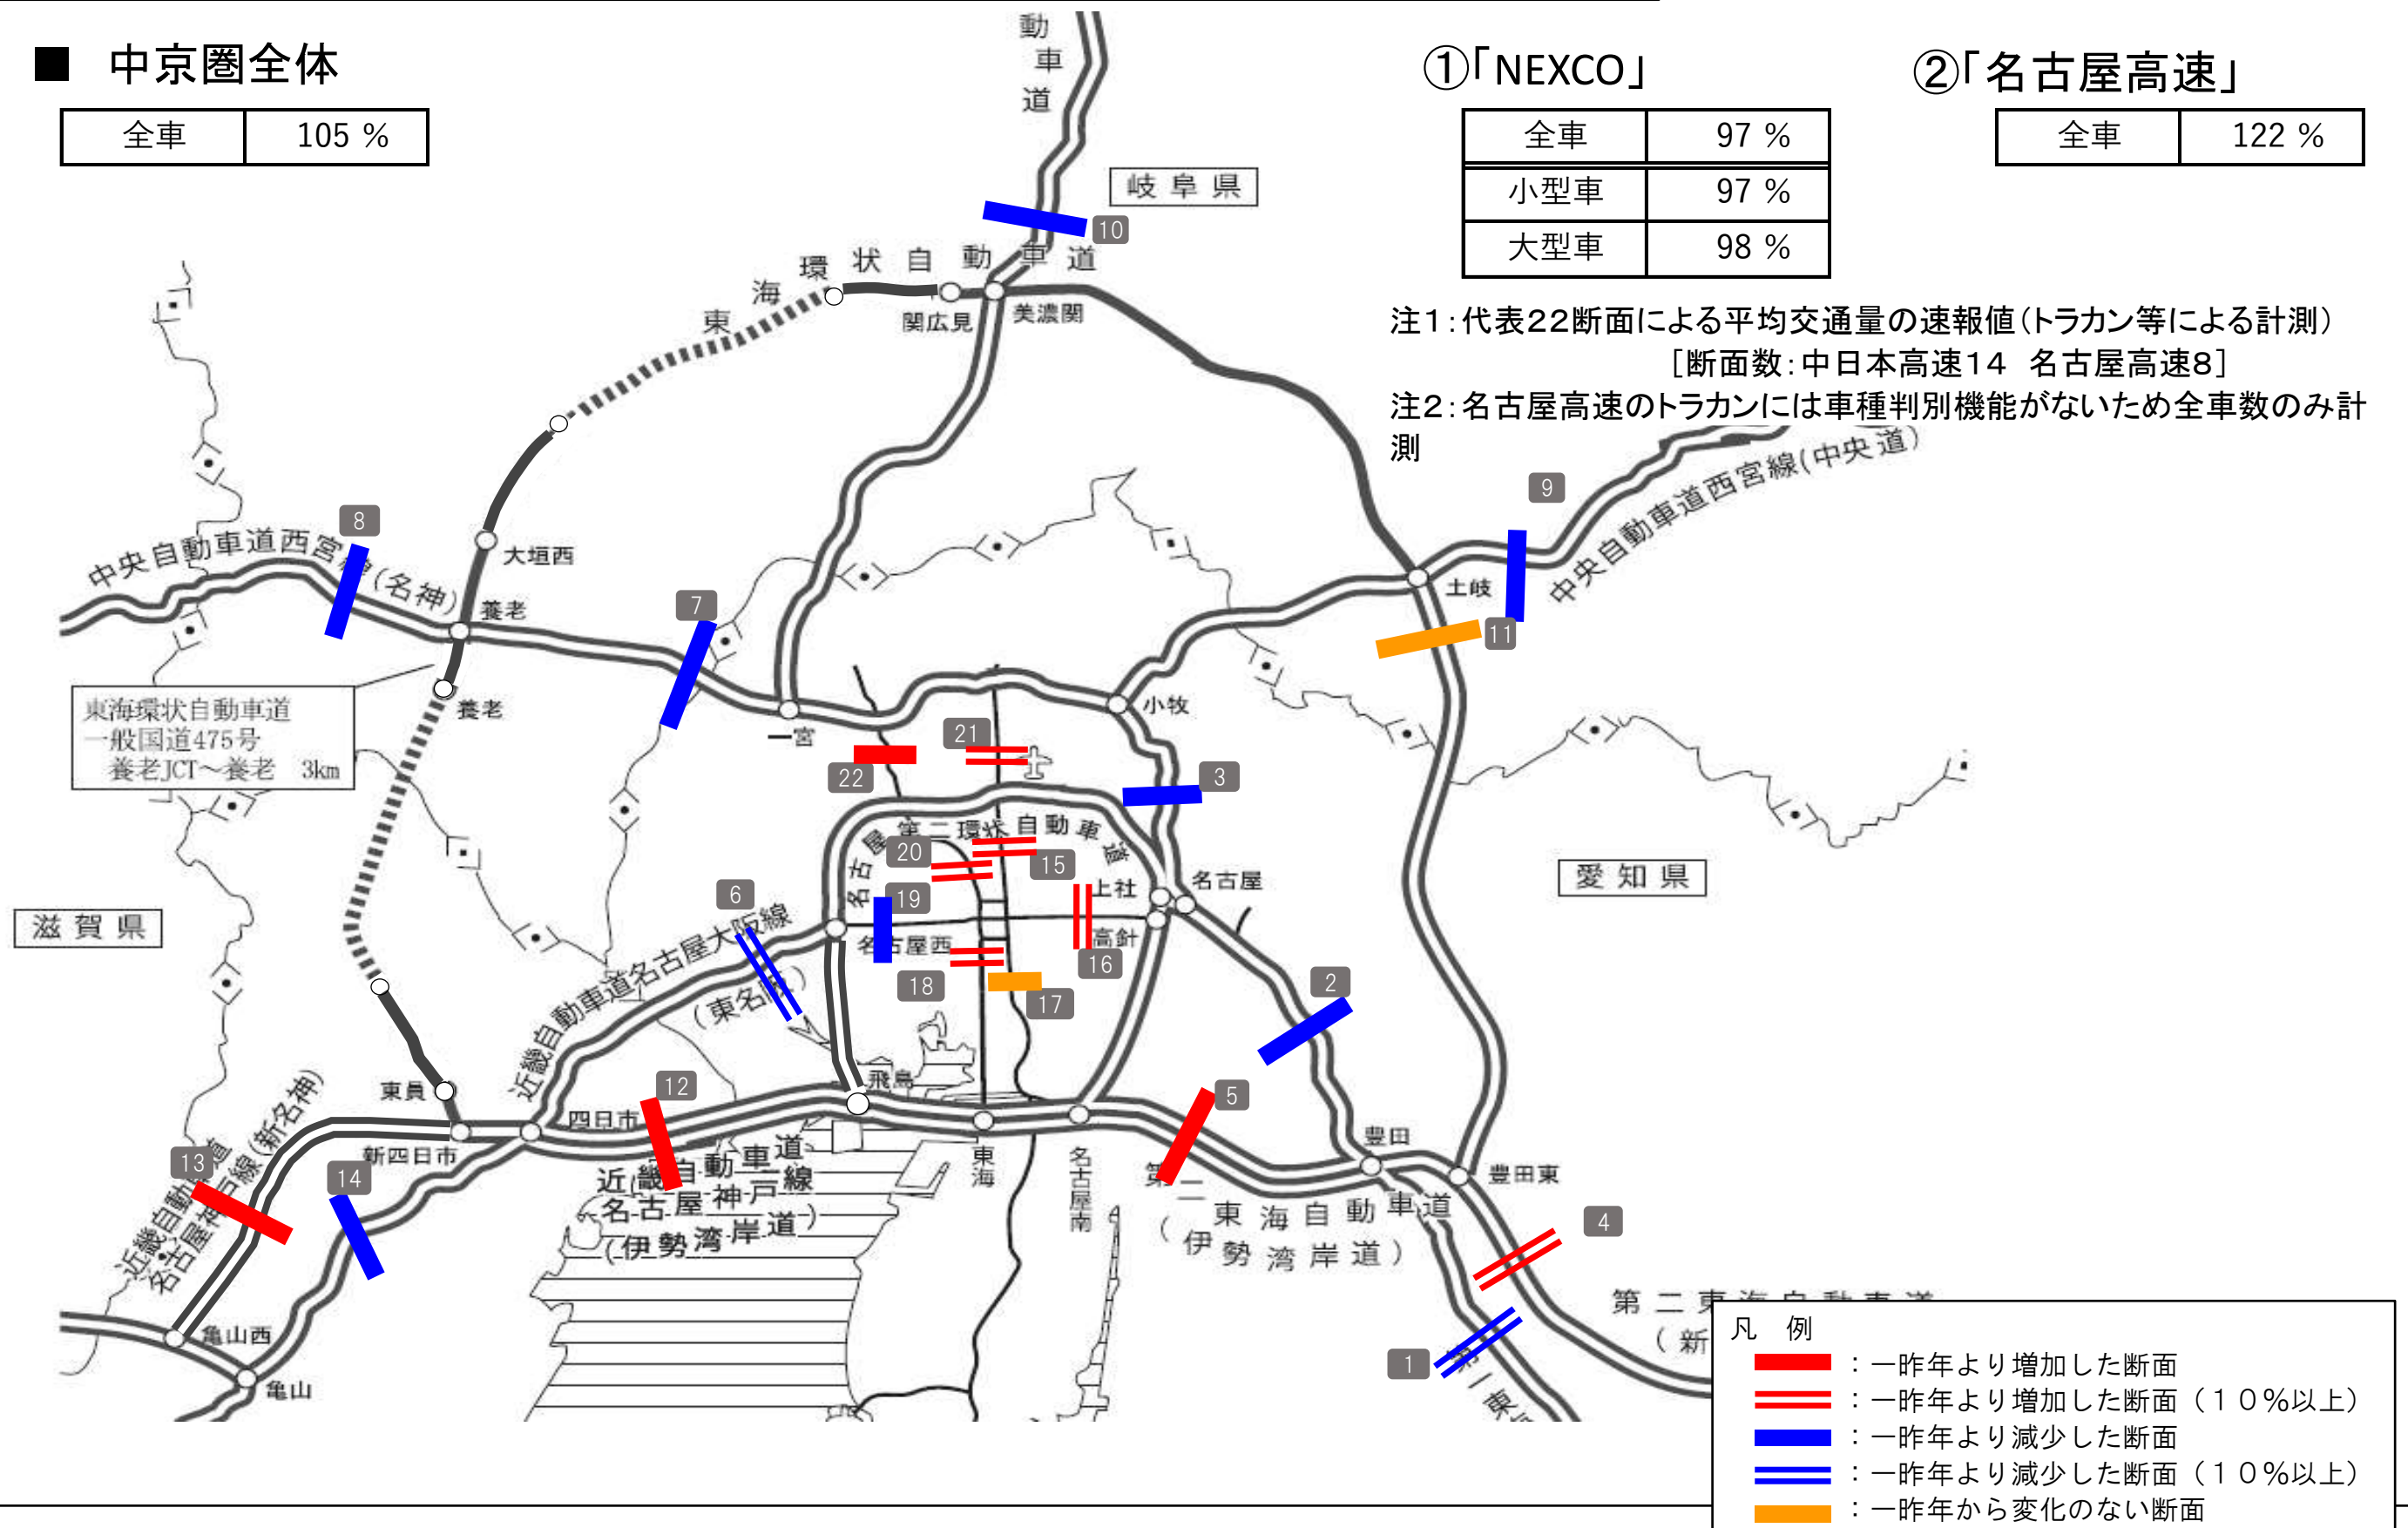 ■ 中京圏全体
全車 105 %
①「NEXCO」
全車 97 %
小型車 97 %
大型車 98 %
②「名古屋高速」
全車 122 %
注1:代表22断面による平均交通量の速報値(トラカン等による計測)
[断面数:中日本高速14 名古屋高速8]
注2:名古屋高速のトラカンには車種判別機能がないため全車数のみ計
測
動車道
岐阜県
10
東海環状自動車道
関広見
美濃関
9
中央自動車道西宮線(中央道)
8
中央自動車道西宮線(名神)
大垣西
養老
7
土岐
11
東海環状自動車道
一般国道475号
養老JCT～養老 3km
養老
一宮
小牧
21
22
3
名古屋第二環状自動車道
20
15
上社
名古屋
愛知県
19
6
滋賀県
名古屋西
高針
16
近畿自動車道名古屋大阪線
(東名阪)
18
17
2
東員
飛島
12
5
四日市
新四日市
13
14
近畿自動車道
名古屋神戸線(新名神)
近畿自動車道
名古屋神戸線
(伊勢湾岸道)
東海
名古屋南
豊田
豊田東
第二東海自動車道
(伊勢湾岸道)
4
亀山西
亀山
1
第一東
第二東海自動車道
(新
凡 例
:一昨年より増加した断面
:一昨年より増加した断面(10%以上)
:一昨年より減少した断面
:一昨年より減少した断面(10%以上)
:一昨年から変化のない断面